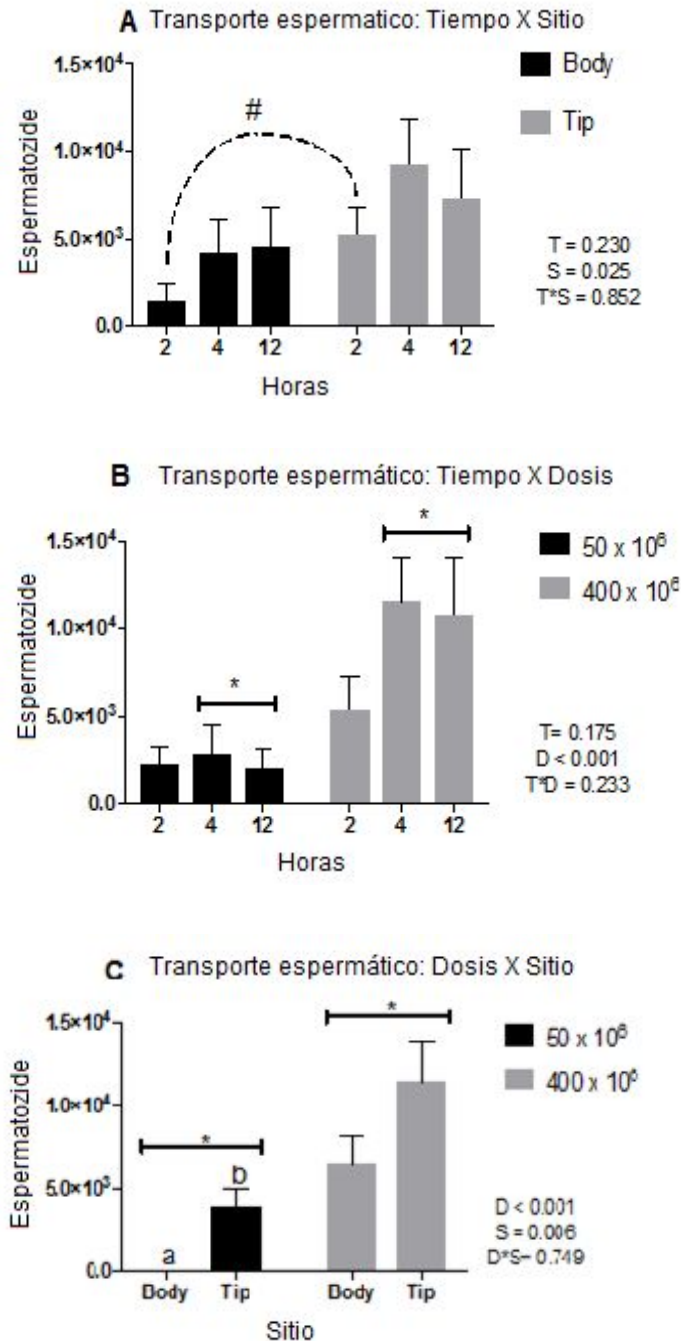 A Transporte espermatico: Tiempo X Sitio
1.5×10⁴
1.0×10⁴
5.0×10³
0.0
Espermatozide
#
Body
Tip
T = 0.230
S = 0.025
T*S = 0.852
2 4 12 2 4 12
Horas
B Transporte espermático: Tiempo X Dosis
1.5×10⁴
1.0×10⁴
5.0×10³
0.0
Espermatozide
*
*
50 x 10⁶
400 x 10⁶
T= 0.175
D < 0.001
T*D = 0.233
2 4 12 2 4 12
Horas
C Transporte espermático: Dosis X Sitio
1.5×10⁴
1.0×10⁴
5.0×10³
0.0
Espermatozide
*
*
a
b
50 x 10⁶
400 x 10⁶
D < 0.001
S = 0.006
D*S= 0.749
Body Tip Body Tip
Sitio